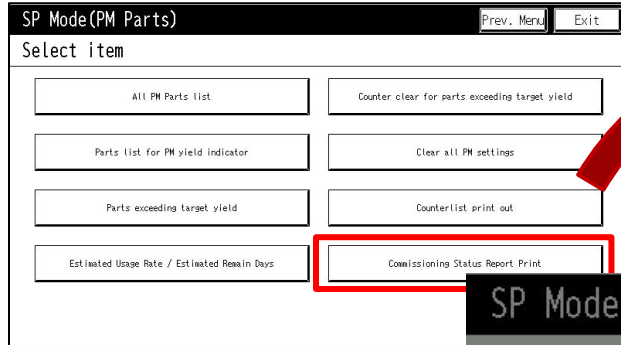 SP Mode(PM Parts)
Prev. Menu
Exit
Select item
All PM Parts list
Counter clear for parts exceeding target yield
Parts list for PM yield indicator
Clear all PM settings
Parts exceeding target yield
Counterlist print out
Estimated Usage Rate / Estimated Remain Days
Commissioning Status Report Print
SP Mode